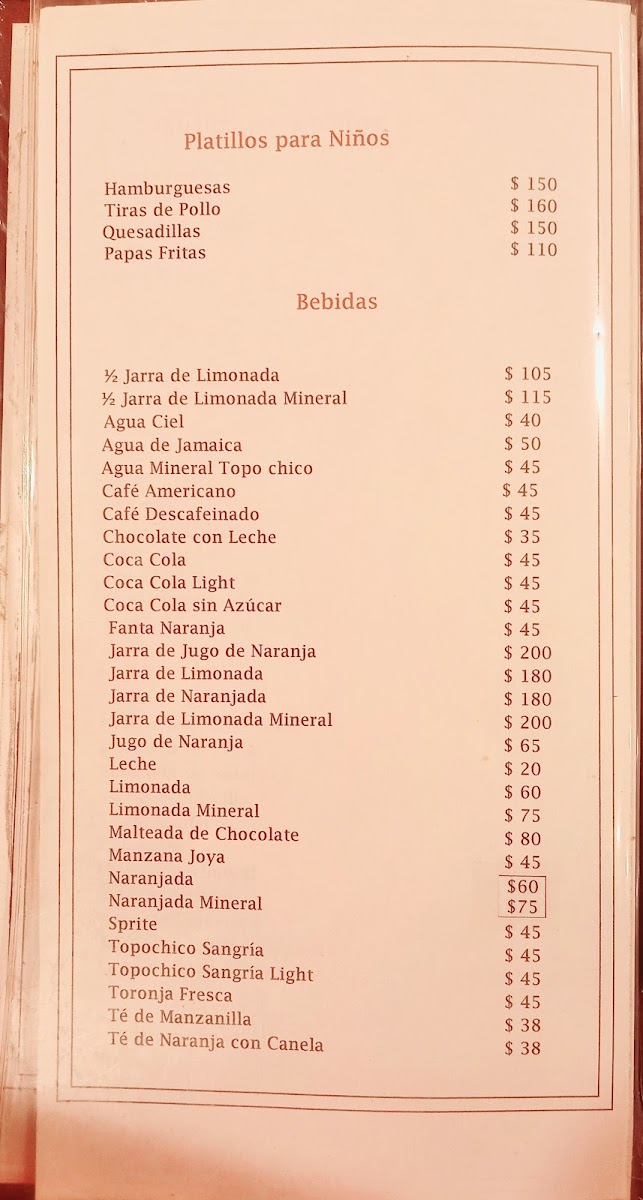 Platillos para Niños
Hamburguesas $ 150
Tiras de Pollo $ 160
Quesadillas $ 150
Papas Fritas $ 110
Bebidas
½ Jarra de Limonada $ 105
½ Jarra de Limonada Mineral $ 115
Agua Ciel $ 40
Agua de Jamaica $ 50
Agua Mineral Topo chico $ 45
Café Americano $ 45
Café Descafeinado $ 45
Chocolate con Leche $ 35
Coca Cola $ 45
Coca Cola Light $ 45
Coca Cola sin Azúcar $ 45
Fanta Naranja $ 45
Jarra de Jugo de Naranja $ 200
Jarra de Limonada $ 180
Jarra de Naranjada $ 180
Jarra de Limonada Mineral $ 200
Jugo de Naranja $ 65
Leche $ 20
Limonada $ 60
Limonada Mineral $ 75
Malteada de Chocolate $ 80
Manzana Joya $ 45
Naranjada $60
Naranjada Mineral $75
Sprite $ 45
Topochico Sangría $ 45
Topochico Sangría Light $ 45
Toronja Fresca $ 45
Té de Manzanilla $ 38
Té de Naranja con Canela $ 38